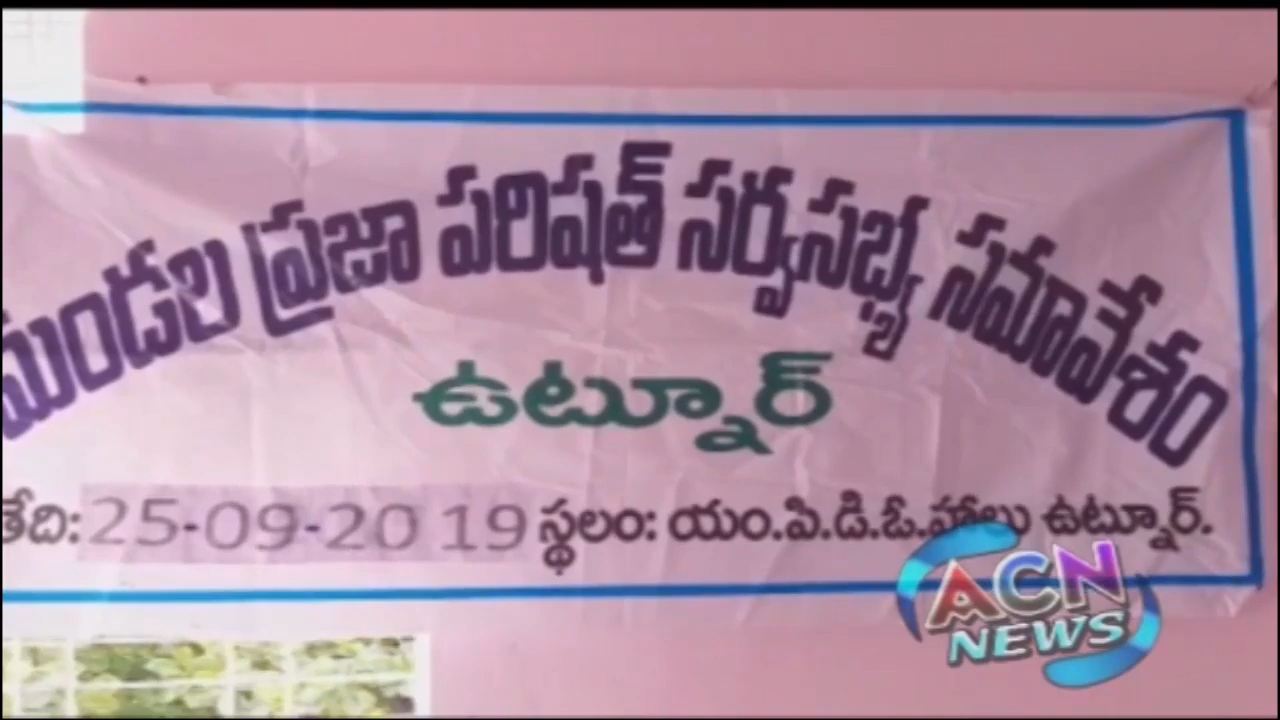 మండల ప్రజా పరిషత్ సర్వసభ్య సమావేశం
ఉట్నూర్
తేది: 25-09-2019 స్థలం: యం.పి.డి.ఓ.హాలు ఉట్నూర్.
ACN
NEWS